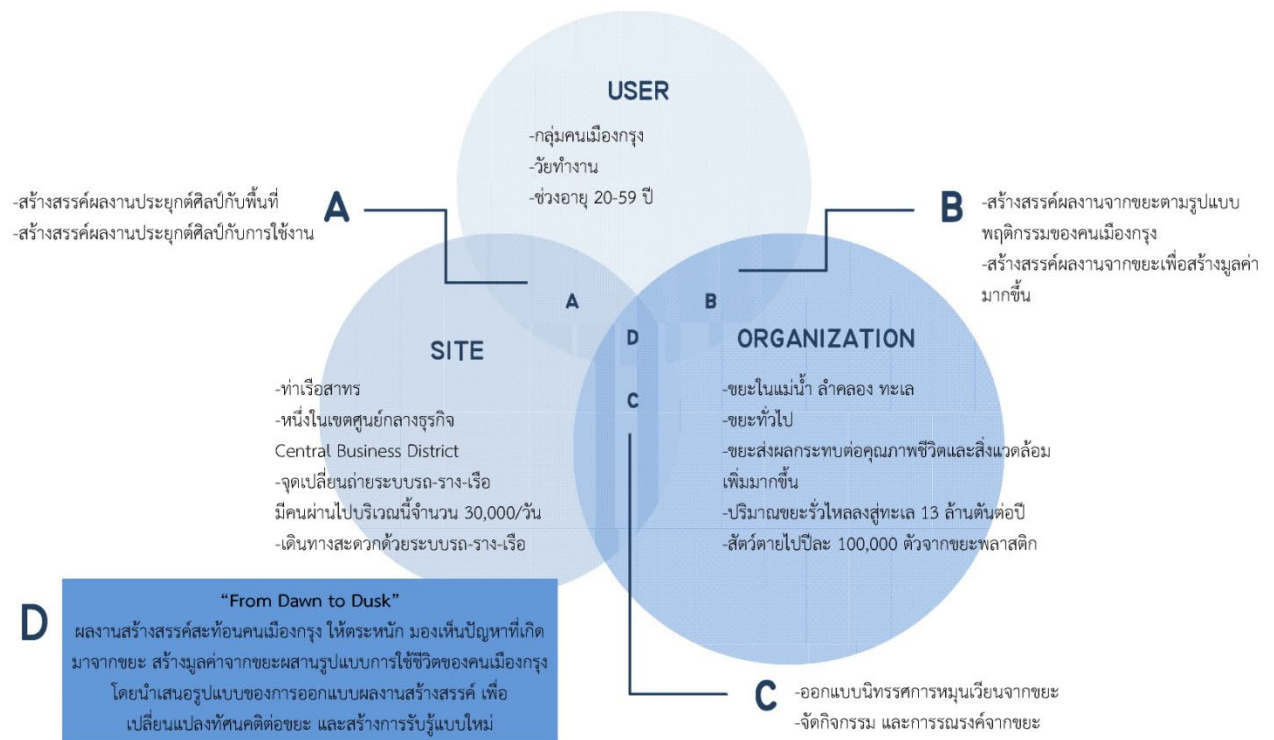 USER
-กลุ่มคนเมืองกรุง
-วัยทำงาน
-ช่วงอายุ 20-59 ปี
A
-สร้างสรรค์ผลงานประยุกต์ศิลป์กับพื้นที่
-สร้างสรรค์ผลงานประยุกต์ศิลป์กับการใช้งาน
B
-สร้างสรรค์ผลงานจากขยะตามรูปแบบ
พฤติกรรมของคนเมืองกรุง
-สร้างสรรค์ผลงานจากขยะเพื่อสร้างมูลค่า
มากขึ้น
A
B
D
C
SITE
-ท่าเรือสาทร
-หนึ่งในเขตศูนย์กลางธุรกิจ
Central Business District
-จุดเปลี่ยนถ่ายระบบรถ-ราง-เรือ
มีคนผ่านไปบริเวณนี้จำนวน 30,000/วัน
-เดินทางสะดวกด้วยระบบรถ-ราง-เรือ
ORGANIZATION
-ขยะในแม่น้ำ ลำคลอง ทะเล
-ขยะทั่วไป
-ขยะส่งผลกระทบต่อคุณภาพชีวิตและสิ่งแวดล้อม
เพิ่มมากขึ้น
-ปริมาณขยะรั่วไหลลงสู่ทะเล 13 ล้านตันต่อปี
-สัตว์ตายไปปีละ 100,000 ตัวจากขยะพลาสติก
D
“From Dawn to Dusk”
ผลงานสร้างสรรค์สะท้อนคนเมืองกรุง ให้ตระหนัก มองเห็นปัญหาที่เกิด
มาจากขยะ สร้างมูลค่าจากขยะผสานรูปแบบการใช้ชีวิตของคนเมืองกรุง
โดยนำเสนอรูปแบบของการออกแบบผลงานสร้างสรรค์ เพื่อ
เปลี่ยนแปลงทัศนคติต่อขยะ และสร้างการรับรู้แบบใหม่
C
-ออกแบบนิทรรศการหมุนเวียนจากขยะ
-จัดกิจกรรม และการรณรงค์จากขยะ